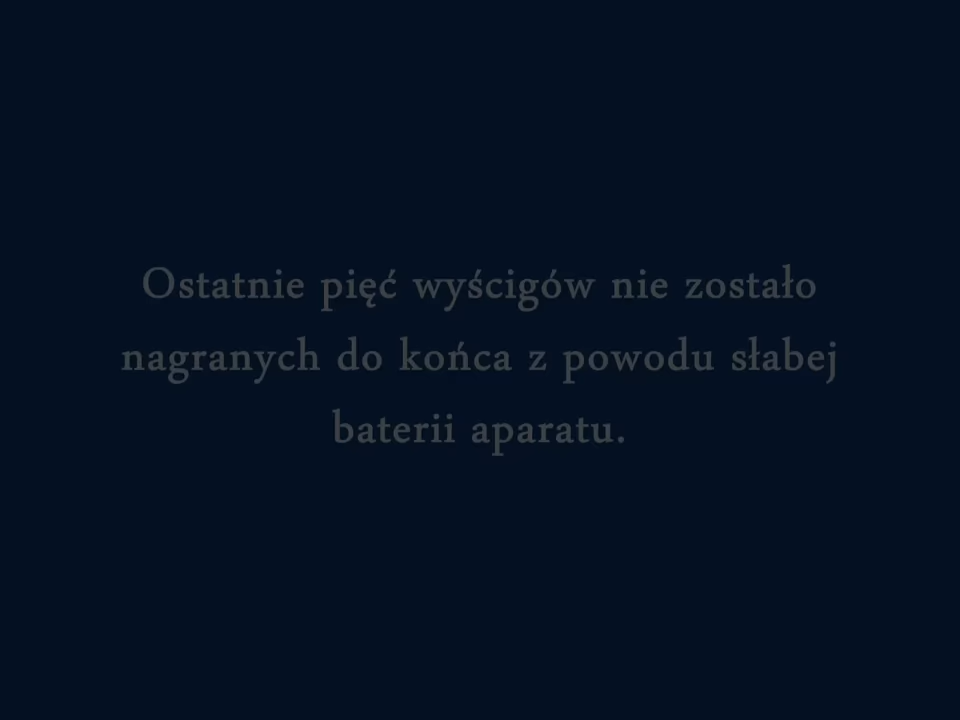 Ostatnie pięć wyścigów nie zostało
nagranych do końca z powodu słabej
baterii aparatu.